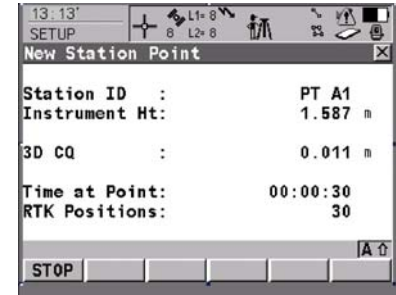 13:13'
SETUP
L1= 8
8 L2= 8
New Station Point
Station ID : PT A1
Instrument Ht: 1.587 m
3D CQ : 0.011 m
Time at Point: 00:00:30
RTK Positions: 30
A
STOP